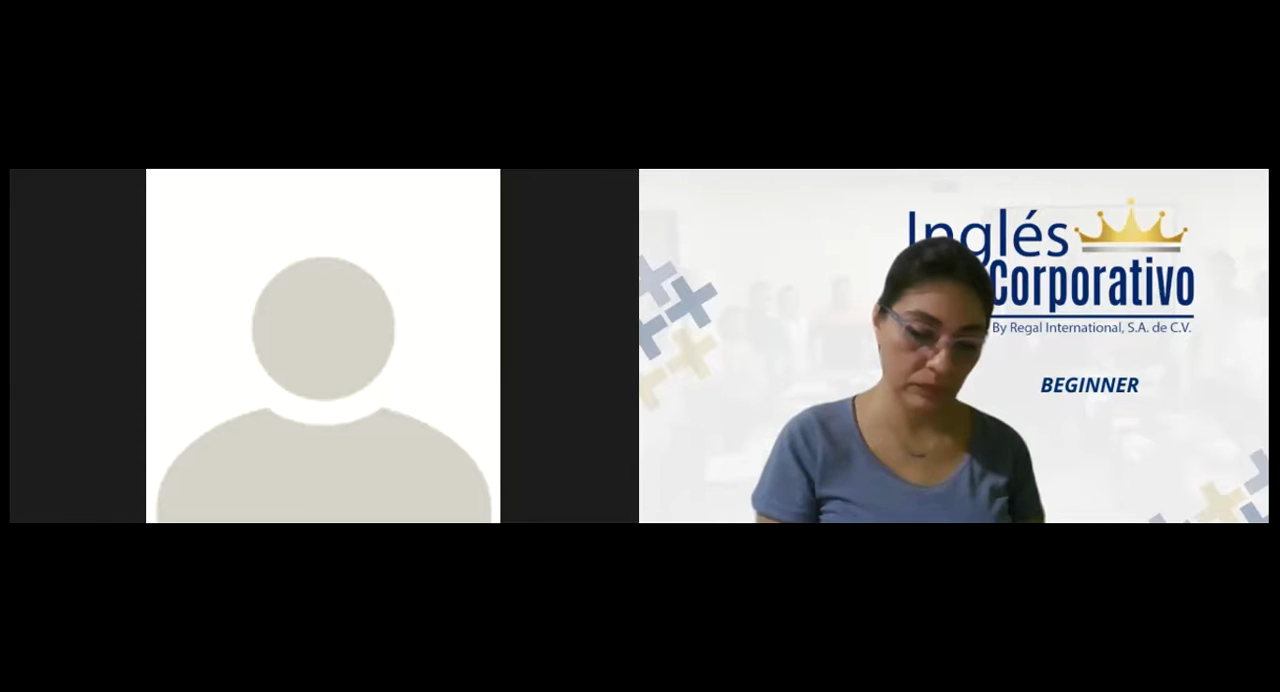 Inglés
Corporativo
By Regal International, S.A. de C.V.
BEGINNER